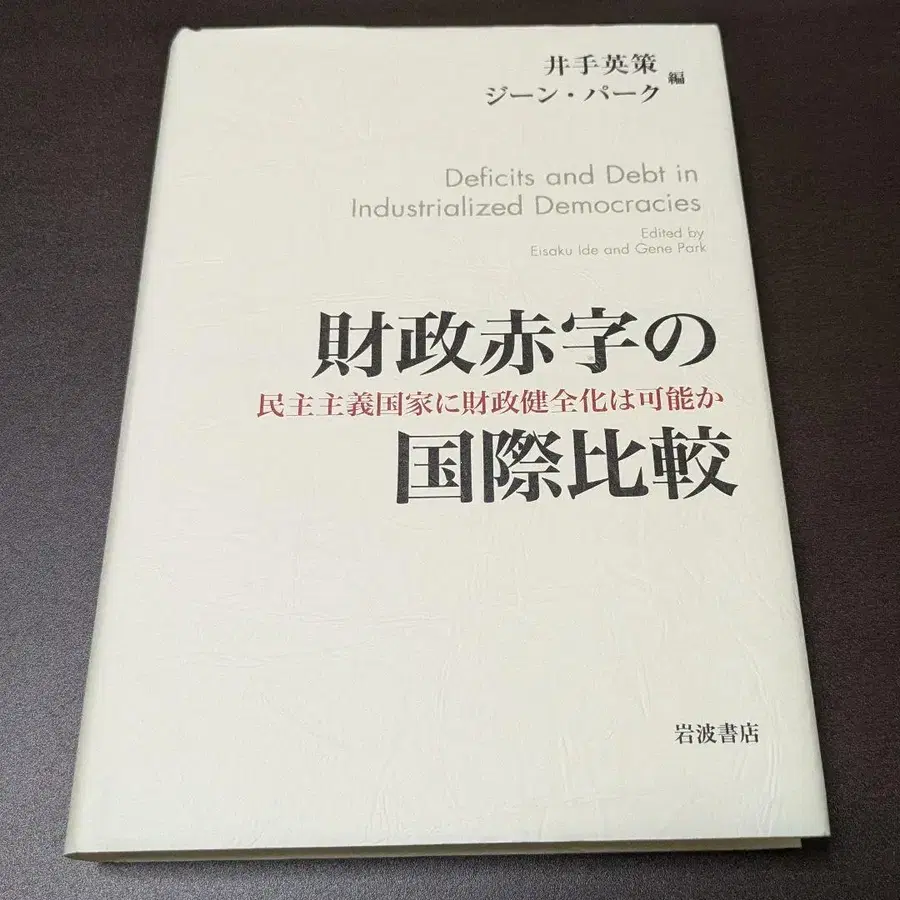 井手英策
ジーン・パーク 編
Deficits and Debt in
Industrialized Democracies
Edited by
Eisaku Ide and Gene Park
財政赤字の
民主主義国家に財政健全化は可能か
国際比較
岩波書店